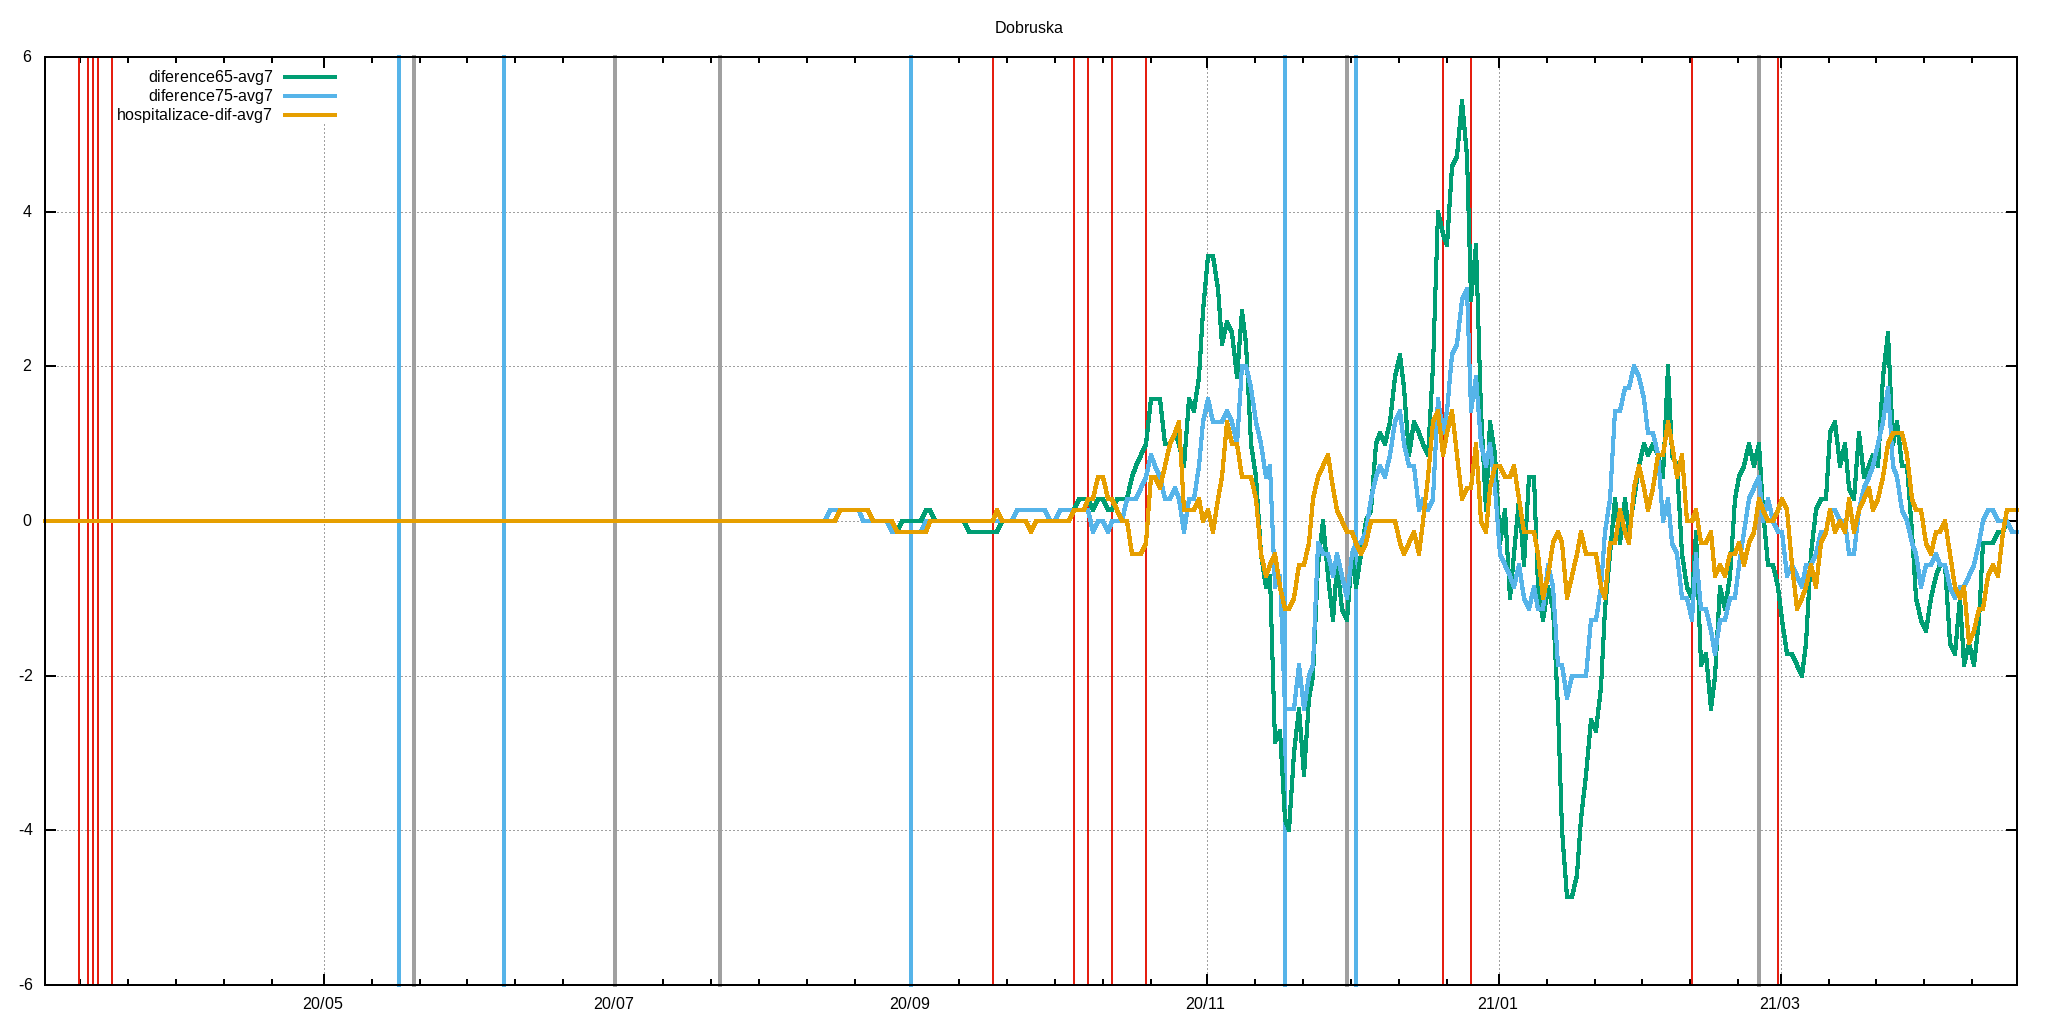 Dobruska
6
diference65-avg7
diference75-avg7
hospitalizace-dif-avg7
4
2
0
-2
-4
-6
20/05 20/07 20/09 20/11 21/01 21/03